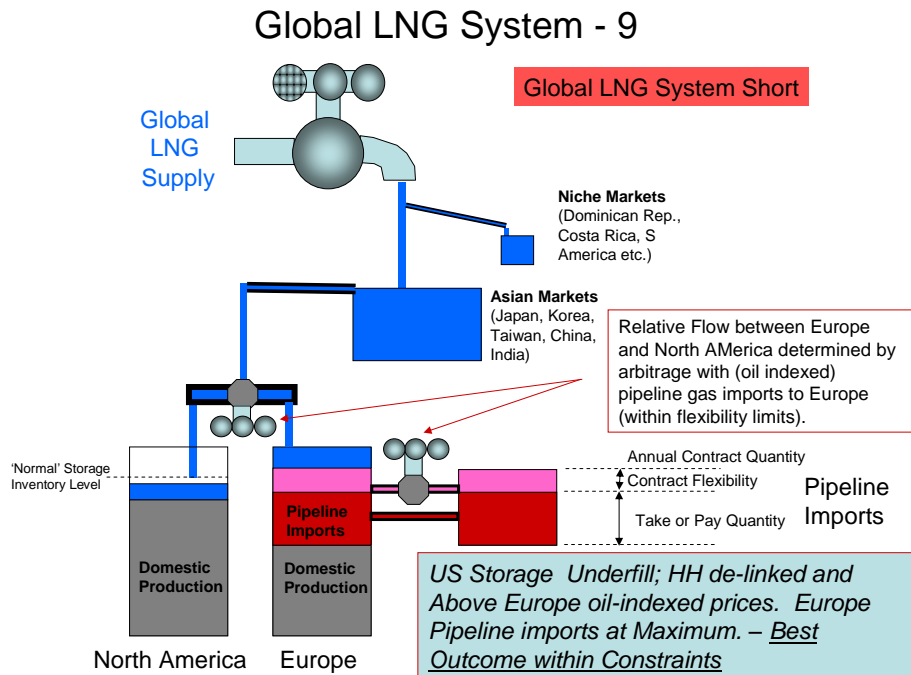 Global LNG System - 9
Global LNG System Short
Global
LNG
Supply
Niche Markets
(Dominican Rep.,
Costa Rica, S
America etc.)
Asian Markets
(Japan, Korea,
Taiwan, China,
India)
Relative Flow between Europe
and North AMerica determined by
arbitrage with (oil indexed)
pipeline gas imports to Europe
(within flexibility limits).
'Normal' Storage
Inventory Level
Annual Contract Quantity
Contract Flexibility
Take or Pay Quantity
Pipeline
Imports
Pipeline
Imports
Domestic
Production
Domestic
Production
North America
Europe
US Storage Underfill; HH de-linked and
Above Europe oil-indexed prices. Europe
Pipeline imports at Maximum. – Best
Outcome within Constraints